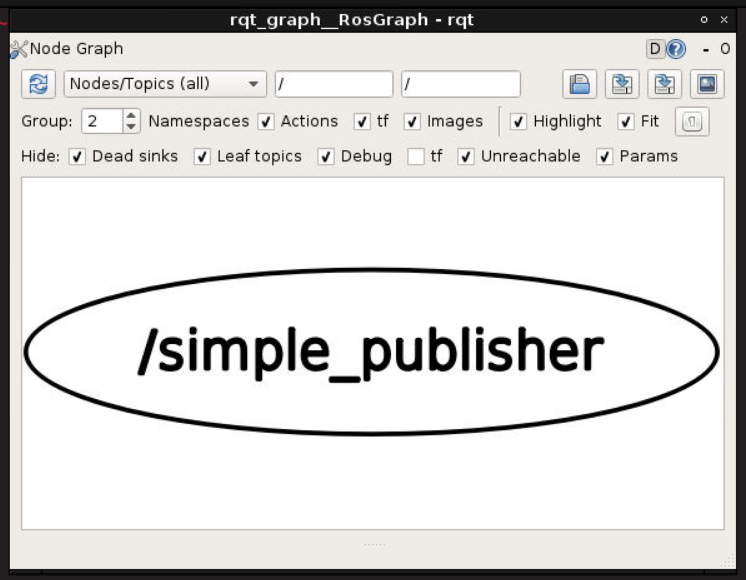 rqt_graph__RosGraph - rqt
Node Graph D ? - O
Nodes/Topics (all) / /
Group: 2 Namespaces Actions tf Images Highlight Fit
Hide: Dead sinks Leaf topics Debug tf Unreachable Params
/simple_publisher